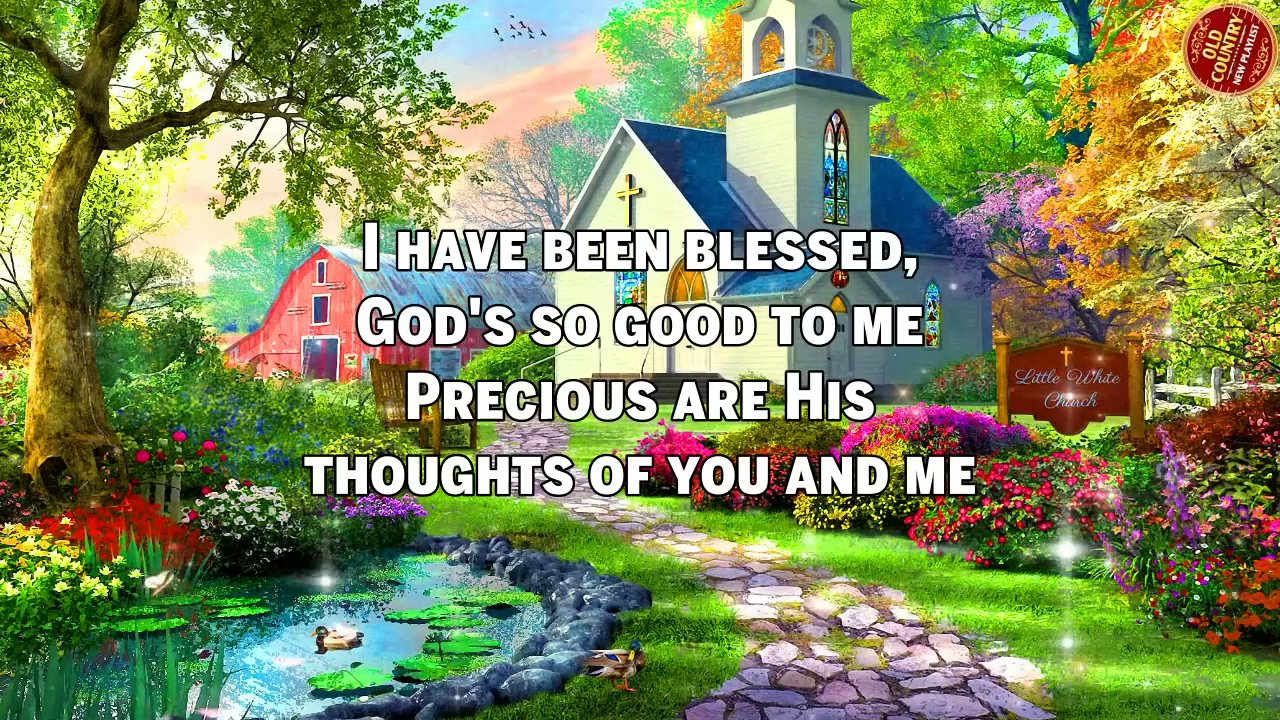 OLD
COUNTRY
NEW PLAYLIST
I HAVE BEEN BLESSED,
GOD'S SO GOOD TO ME
PRECIOUS ARE HIS
THOUGHTS OF YOU AND ME
Little White
Church